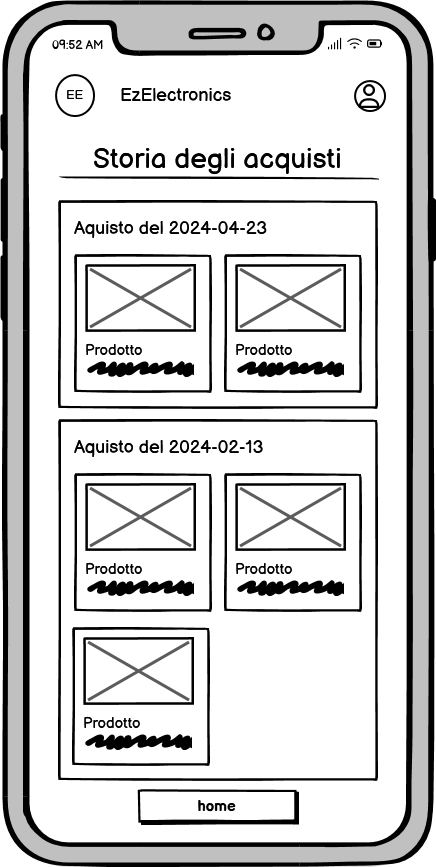 09:52 AM
EE
EzElectronics
Storia degli acquisti
Aquisto del 2024-04-23
Prodotto
Prodotto
Aquisto del 2024-02-13
Prodotto
Prodotto
Prodotto
home